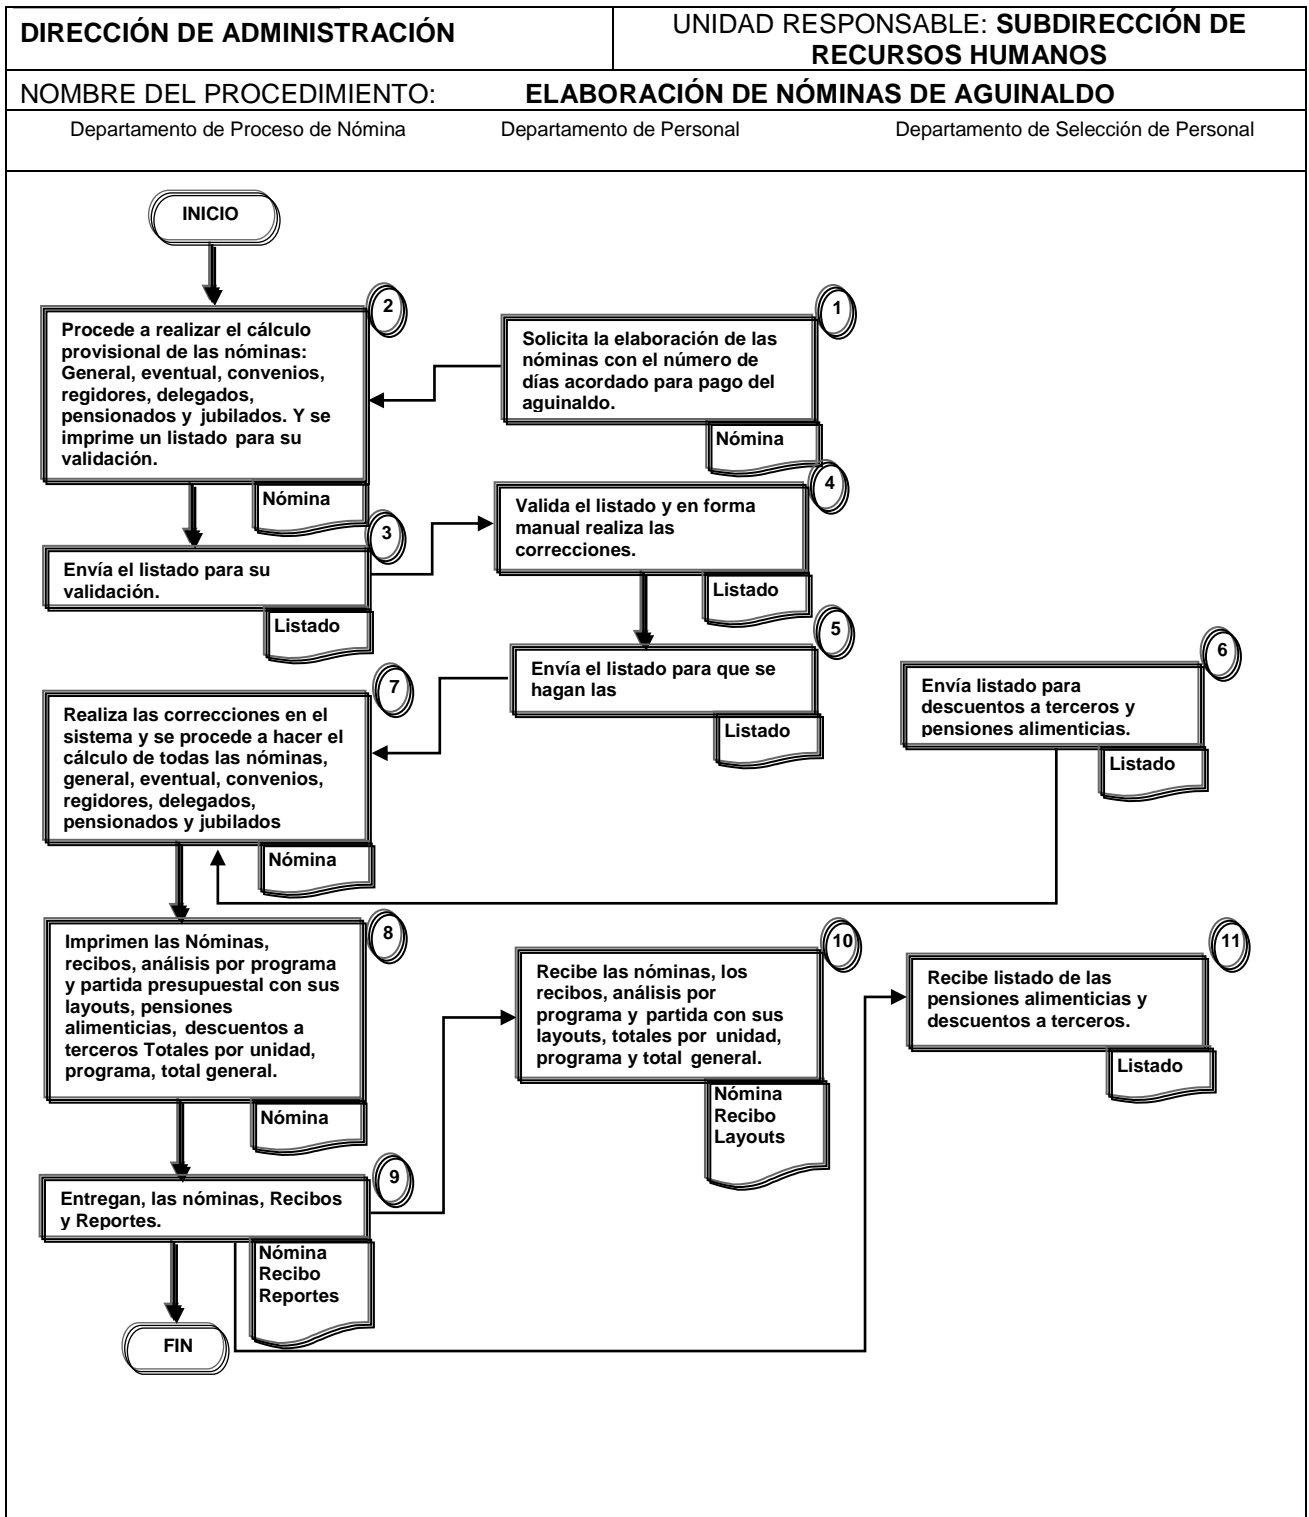 DIRECCIÓN DE ADMINISTRACIÓN
UNIDAD RESPONSABLE: SUBDIRECCIÓN DE
RECURSOS HUMANOS
NOMBRE DEL PROCEDIMIENTO: ELABORACIÓN DE NÓMINAS DE AGUINALDO
Departamento de Proceso de Nómina
Departamento de Personal
Departamento de Selección de Personal
INICIO
1
Solicita la elaboración de las
nóminas con el número de
días acordado para pago del
aguinaldo.
Nómina
2
Procede a realizar el cálculo
provisional de las nóminas:
General, eventual, convenios,
regidores, delegados,
pensionados y jubilados. Y se
imprime un listado para su
validación.
Nómina
3
Envía el listado para su
validación.
Listado
4
Valida el listado y en forma
manual realiza las
correcciones.
Listado
5
Envía el listado para que se
hagan las
Listado
6
Envía listado para
descuentos a terceros y
pensiones alimenticias.
Listado
7
Realiza las correcciones en el
sistema y se procede a hacer el
cálculo de todas las nóminas,
general, eventual, convenios,
regidores, delegados,
pensionados y jubilados
Nómina
8
Imprimen las Nóminas,
recibos, análisis por programa
y partida presupuestal con sus
layouts, pensiones
alimenticias, descuentos a
terceros Totales por unidad,
programa, total general.
Nómina
9
Entregan, las nóminas, Recibos
y Reportes.
Nómina
Recibo
Reportes
10
Recibe las nóminas, los
recibos, análisis por
programa y partida con sus
layouts, totales por unidad,
programa y total general.
Nómina
Recibo
Layouts
11
Recibe listado de las
pensiones alimenticias y
descuentos a terceros.
Listado
FIN